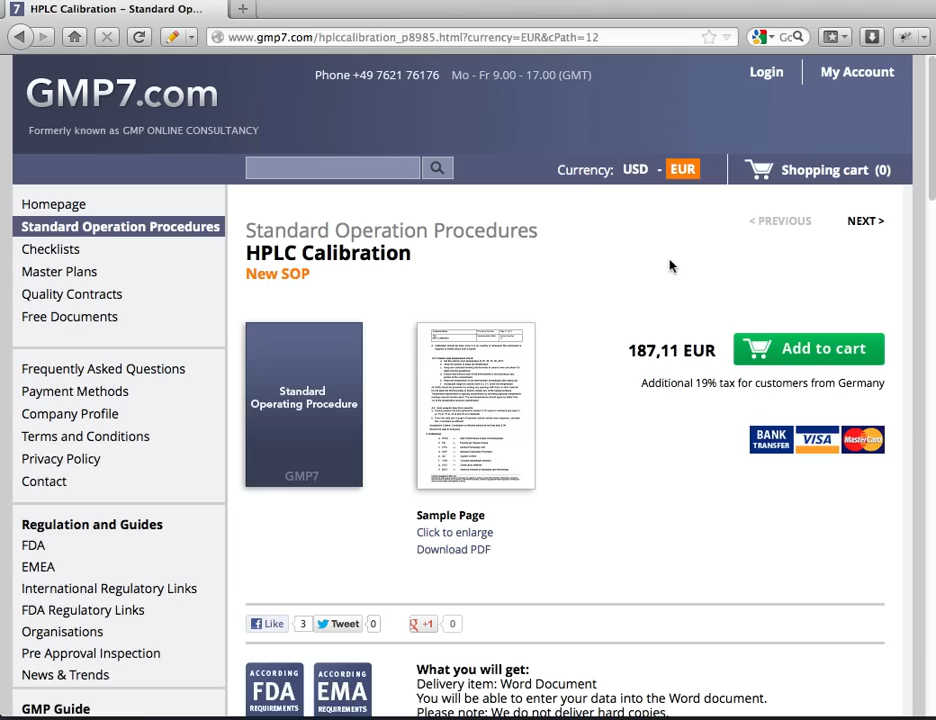 7 HPLC Calibration – Standard Op...
www.gmp7.com/hplccalibration_p8985.html?currency=EUR&cPath=12
GMP7.com
Formerly known as GMP ONLINE CONSULTANCY
Phone +49 7621 76176 Mo - Fr 9.00 - 17.00 (GMT)
Login
My Account
Currency: USD - EUR
Shopping cart (0)
Homepage
Standard Operation Procedures
Checklists
Master Plans
Quality Contracts
Free Documents
Frequently Asked Questions
Payment Methods
Company Profile
Terms and Conditions
Privacy Policy
Contact
Regulation and Guides
FDA
EMEA
International Regulatory Links
FDA Regulatory Links
Organisations
Pre Approval Inspection
News & Trends
GMP Guide
Standard Operation Procedures
HPLC Calibration
New SOP
< PREVIOUS
NEXT >
Standard
Operating Procedure
GMP7
Sample Page
Click to enlarge
Download PDF
187,11 EUR
Add to cart
Additional 19% tax for customers from Germany
BANK
TRANSFER
VISA
MasterCard
Like 3 Tweet 0 +1 0
ACCORDING
FDA
REQUIREMENTS
ACCORDING
EMA
REQUIREMENTS
What you will get:
Delivery item: Word Document
You will be able to enter your data into the Word document.
Please note: We do not deliver hard copies.